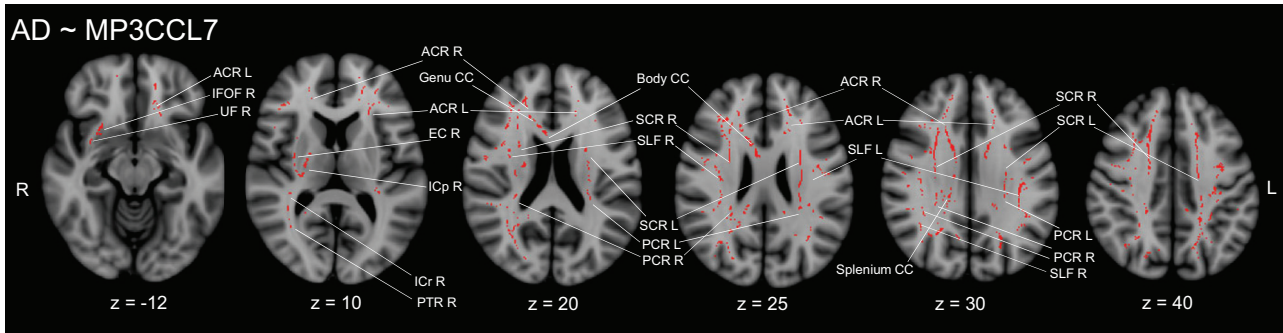 AD ~ MP3CCL7
ACR L
IFOF R
UF R
R
z = -12
ACR R
Genu CC
ACR L
EC R
ICp R
ICr R
PTR R
z = 10
Body CC
SCR R
SLF R
SCR L
PCR L
PCR R
z = 20
z = 25
ACR R
ACR L
SLF L
SCR R
SCR L
PCR L
PCR R
SLF R
Splenium CC
z = 30
L
z = 40